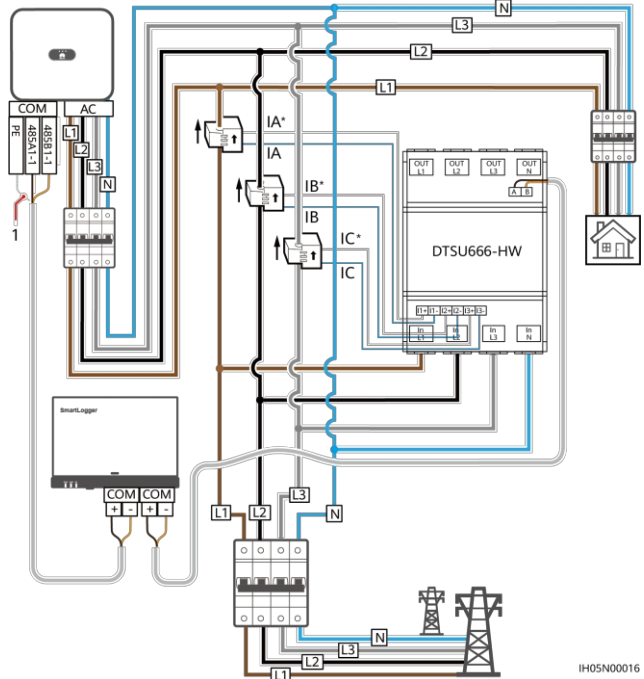 N
L3
L2
L1
COM
AC
PE
485A1-1
485B1-1
L1
L2
L3
N
1
IA*
IA
IB*
IB
IC*
IC
OUT L1
OUT L2
OUT L3
OUT N
A B
DTSU666-HW
I1+ I1- I2+ I2- I3+ I3-
In L1
In L2
In L3
In N
SmartLogger
COM COM
+ - + -
L1
L2
L3
N
N
L3
L2
L1
IH05N00016